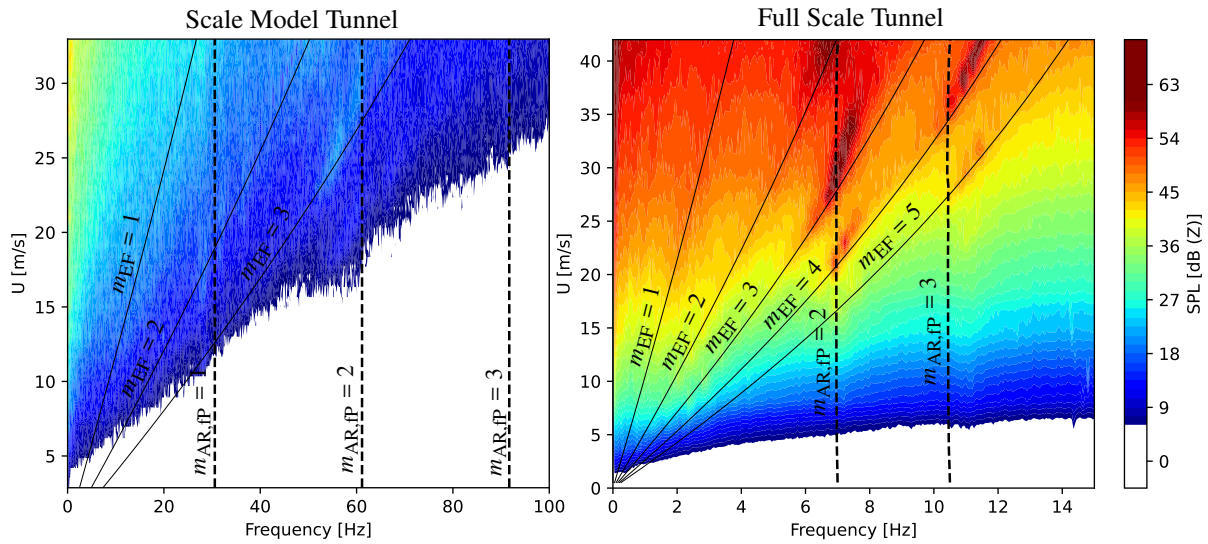 Scale Model Tunnel
Full Scale Tunnel
U [m/s]
30
25
20
15
10
5
m_EF = 1
m_EF = 2
m_EF = 3
m_AR,fP = 1
m_AR,fP = 2
m_AR,fP = 3
0 20 40 60 80 100
Frequency [Hz]
U [m/s]
40
35
30
25
20
15
10
5
0
m_EF = 1
m_EF = 2
m_EF = 3
m_EF = 4
m_EF = 5
m_AR,fP = 2
m_AR,fP = 3
0 2 4 6 8 10 12 14
Frequency [Hz]
63
54
45
36
27
18
9
0
SPL [dB (Z)]